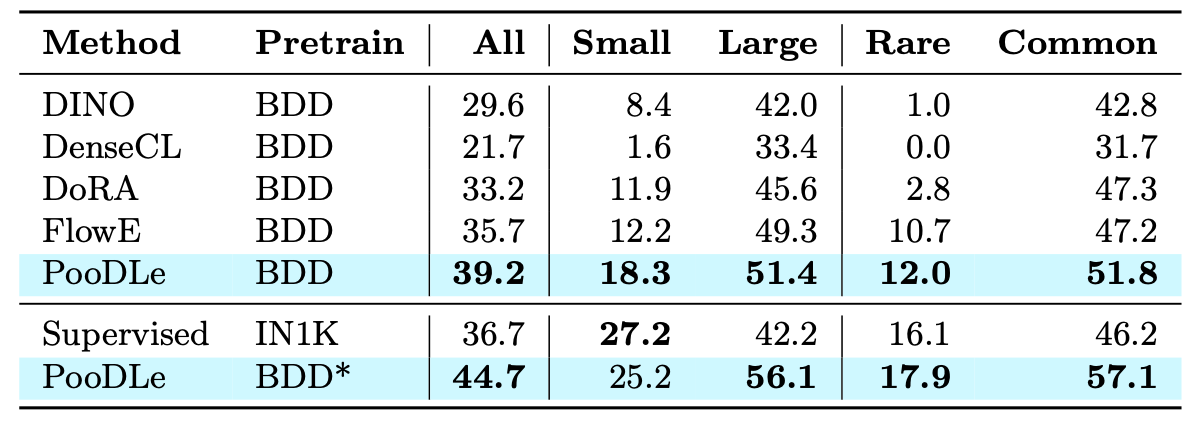 Method Pretrain All Small Large Rare Common
DINO BDD 29.6 8.4 42.0 1.0 42.8
DenseCL BDD 21.7 1.6 33.4 0.0 31.7
DoRA BDD 33.2 11.9 45.6 2.8 47.3
FlowE BDD 35.7 12.2 49.3 10.7 47.2
PooDLe BDD 39.2 18.3 51.4 12.0 51.8
Supervised IN1K 36.7 27.2 42.2 16.1 46.2
PooDLe BDD* 44.7 25.2 56.1 17.9 57.1